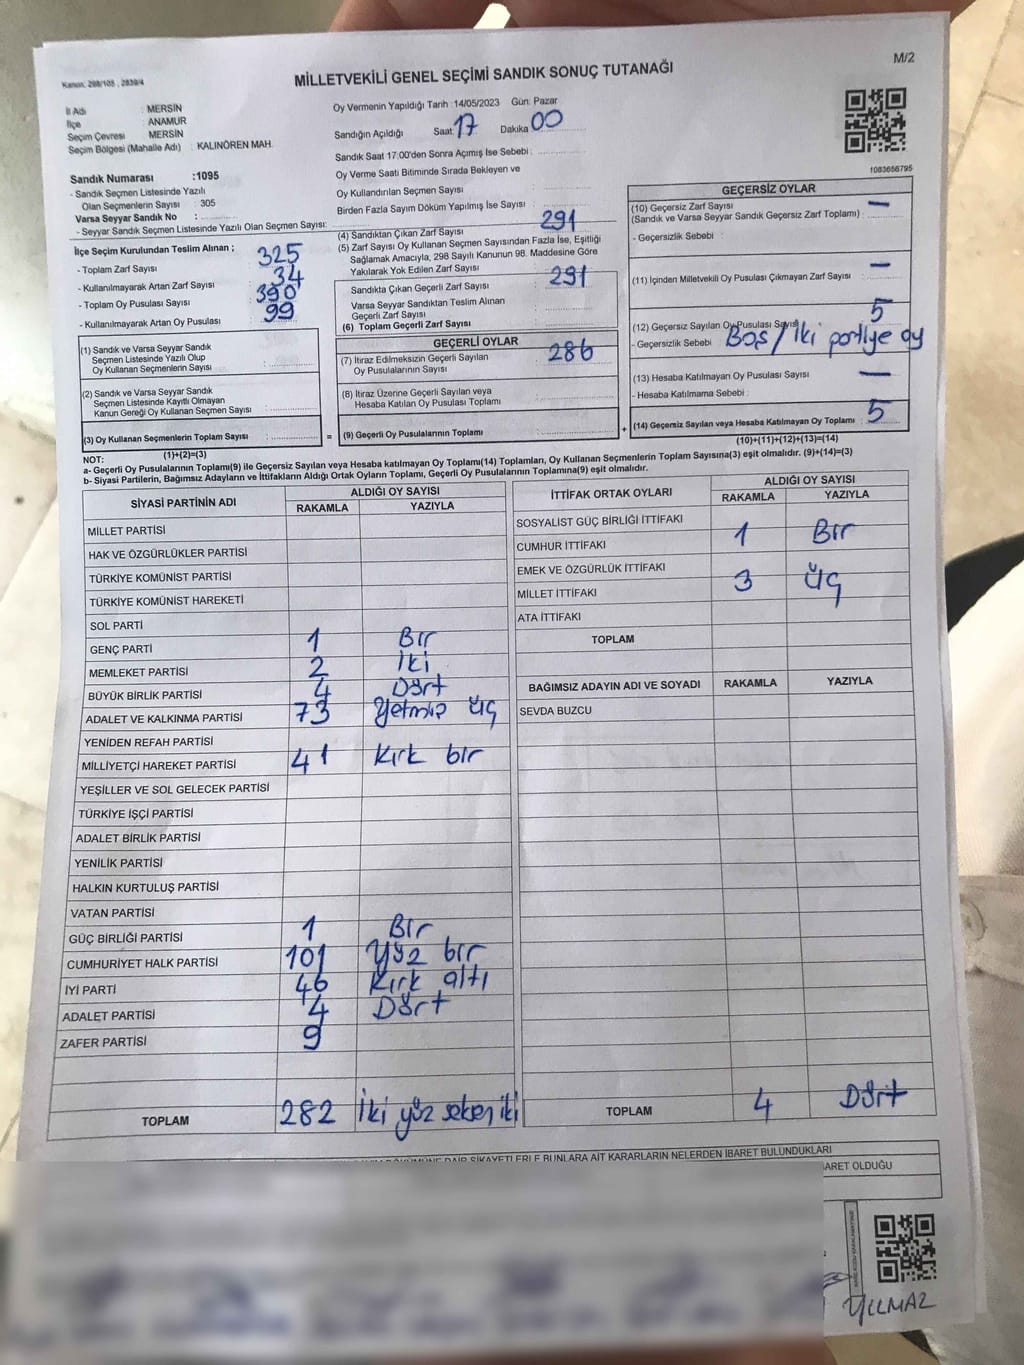 Kanun: 298/105 , 2839/4
M/2
MİLLETVEKİLİ GENEL SEÇİMİ SANDIK SONUÇ TUTANAĞI
İl Adı : MERSİN
İlçe : ANAMUR
Seçim Çevresi : MERSİN
Seçim Bölgesi (Mahalle Adı) : KALINÖREN MAH.
Sandık Numarası :1095
- Sandık Seçmen Listesinde Yazılı
Olan Seçmenlerin Sayısı : 305
Varsa Seyyar Sandık No :
- Seyyar Sandık Seçmen Listesinde Yazılı Olan Seçmen Sayısı:
Oy Vermenin Yapıldığı Tarih :14/05/2023 Gün: Pazar
Sandığın Açıldığı Saat: 17 Dakika: 00
Sandık Saat 17:00'den Sonra Açımış İse Sebebi :
Oy Verme Saati Bitiminde Sırada Bekleyen ve
Oy Kullandırılan Seçmen Sayısı :
Birden Fazla Sayım Döküm Yapılmış İse Sayısı :
1083656795
İlçe Seçim Kurulundan Teslim Alınan ;
- Toplam Zarf Sayısı : 325
- Kullanılmayarak Artan Zarf Sayısı : 34
- Toplam Oy Pusulası Sayısı : 390
- Kullanılmayarak Artan Oy Pusulası : 99
(4) Sandıktan Çıkan Zarf Sayısı : 291
(5) Zarf Sayısı Oy Kullanan Seçmen Sayısından Fazla İse, Eşitliği
Sağlamak Amacıyla, 298 Sayılı Kanunun 98. Maddesine Göre
Yakılarak Yok Edilen Zarf Sayısı :
Sandıkta Çıkan Geçerli Zarf Sayısı : 291
Varsa Seyyar Sandıktan Teslim Alınan
Geçerli Zarf Sayısı :
(6) Toplam Geçerli Zarf Sayısı :
(1) Sandık ve Varsa Seyyar Sandık
Seçmen Listesinde Yazılı Olup
Oy Kullanan Seçmenlerin Sayısı :
(2) Sandık ve Varsa Seyyar Sandık
Seçmen Listesinde Kayıtlı Olmayan
Kanun Gereği Oy Kullanan Seçmen Sayısı :
(3) Oy Kullanan Seçmenlerin Toplam Sayısı :
(1)+(2)=(3)
GEÇERLİ OYLAR
(7) İtiraz Edilmeksizin Geçerli Sayılan
Oy Pusulalarının Sayısı : 286
(8) İtiraz Üzerine Geçerli Sayılan veya
Hesaba Katılan Oy Pusulası Toplamı :
= (9) Geçerli Oy Pusulalarının Toplamı : +
GEÇERSİZ OYLAR
(10) Geçersiz Zarf Sayısı
(Sandık ve Varsa Seyyar Sandık Geçersiz Zarf Toplamı) : —
- Geçersizlik Sebebi :
(11) İçinden Milletvekili Oy Pusulası Çıkmayan Zarf Sayısı : —
(12) Geçersiz Sayılan Oy Pusulası Sayısı : 5
- Geçersizlik Sebebi : Boş / İki partiye oy
(13) Hesaba Katılmayan Oy Pusulası Sayısı : —
- Hesaba Katılmama Sebebi :
(14) Geçersiz Sayılan veya Hesaba Katılmayan Oy Toplamı : 5
(10)+(11)+(12)+(13)=(14)
NOT:
a- Geçerli Oy Pusulalarının Toplamı(9) ile Geçersiz Sayılan veya Hesaba katılmayan Oy Toplamı(14) Toplamları, Oy Kullanan Seçmenlerin Toplam Sayısına(3) eşit olmalıdır. (9)+(14)=(3)
b- Siyasi Partilerin, Bağımsız Adayların ve İttifakların Aldığı Ortak Oyların Toplamı, Geçerli Oy Pusulalarının Toplamına(9) eşit olmalıdır.
SİYASİ PARTİNİN ADI ALDIĞI OY SAYISI
RAKAMLA YAZIYLA
MİLLET PARTİSİ
HAK VE ÖZGÜRLÜKLER PARTİSİ
TÜRKİYE KOMÜNİST PARTİSİ
TÜRKİYE KOMÜNİST HAREKETİ
SOL PARTİ
GENÇ PARTİ 1 Bir
MEMLEKET PARTİSİ 2 İki
BÜYÜK BİRLİK PARTİSİ 4 Dört
ADALET VE KALKINMA PARTİSİ 73 Yetmiş üç
YENİDEN REFAH PARTİSİ
MİLLİYETÇİ HAREKET PARTİSİ 41 Kırk bir
YEŞİLLER VE SOL GELECEK PARTİSİ
TÜRKİYE İŞÇİ PARTİSİ
ADALET BİRLİK PARTİSİ
YENİLİK PARTİSİ
HALKIN KURTULUŞ PARTİSİ
VATAN PARTİSİ
GÜÇ BİRLİĞİ PARTİSİ 1 Bir
CUMHURİYET HALK PARTİSİ 101 Yüz bir
İYİ PARTİ 46 Kırk altı
ADALET PARTİSİ 4 Dört
ZAFER PARTİSİ 9
TOPLAM 282 İki yüz seksen iki
İTTİFAK ORTAK OYLARI ALDIĞI OY SAYISI
RAKAMLA YAZIYLA
SOSYALİST GÜÇ BİRLİĞİ İTTİFAKI
CUMHUR İTTİFAKI 1 Bir
EMEK VE ÖZGÜRLÜK İTTİFAKI
MİLLET İTTİFAKI 3 Üç
ATA İTTİFAKI
TOPLAM
BAĞIMSIZ ADAYIN ADI VE SOYADI RAKAMLA YAZIYLA
SEVDA BUZCU
TOPLAM 4 Dört
DAİR ŞİKAYETLERLE BUNLARA AİT KARARLARIN NELERDEN İBARET BULUNDUKLARI
İBARET OLDUĞU
YILMAZ